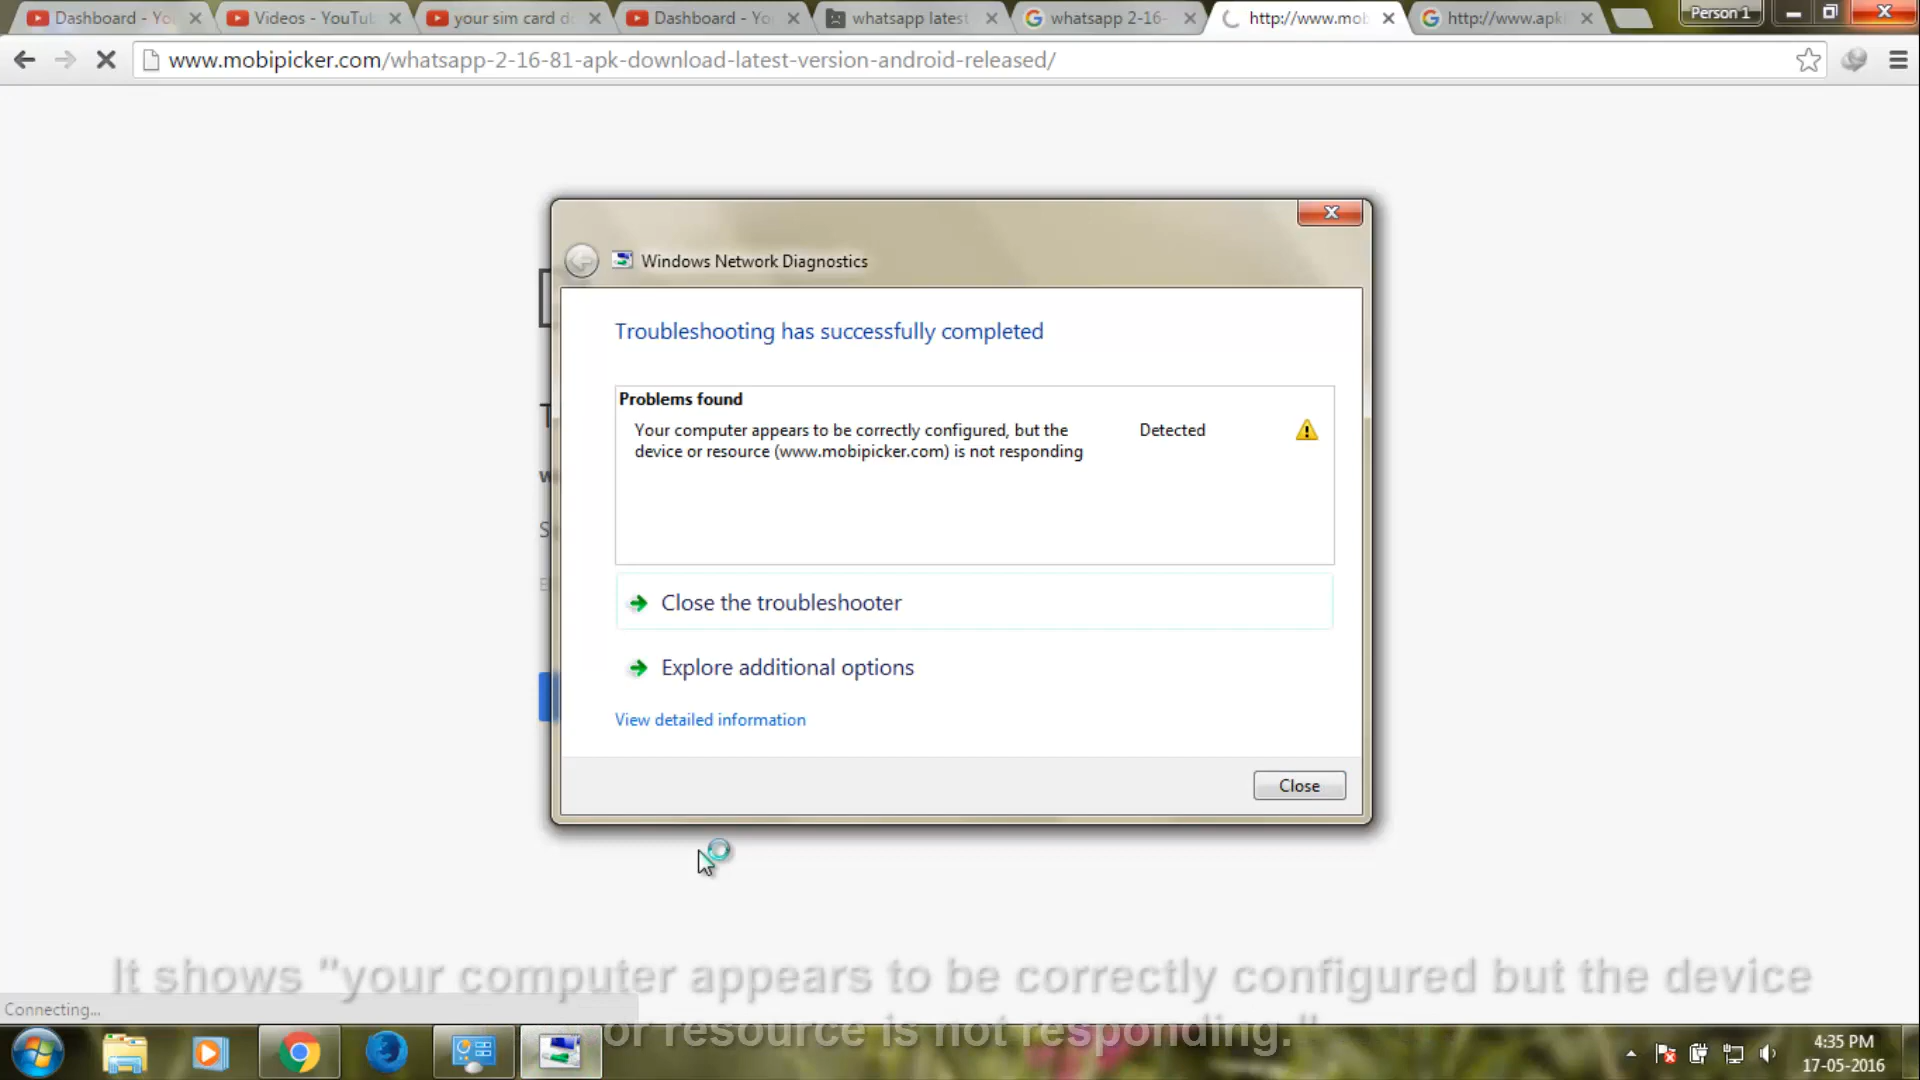 Dashboard - Yo
Videos - YouTu
your sim card d
Dashboard - Yo
whatsapp latest
whatsapp 2-16-
http://www.mob
http://www.apk
Person 1
www.mobipicker.com/whatsapp-2-16-81-apk-download-latest-version-android-released/
Windows Network Diagnostics
Troubleshooting has successfully completed
Problems found
Your computer appears to be correctly configured, but the Detected
device or resource (www.mobipicker.com) is not responding
Close the troubleshooter
Explore additional options
View detailed information
Close
It shows "your computer appears to be correctly configured but the device
or resource is not responding."
Connecting...
4:35 PM
17-05-2016